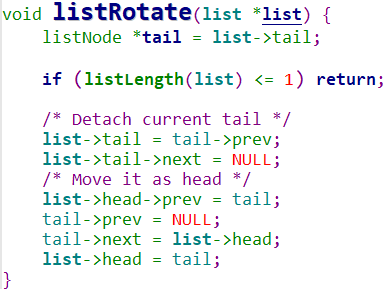 void listRotate(list *list) {
    listNode *tail = list->tail;

    if (listLength(list) <= 1) return;

    /* Detach current tail */
    list->tail = tail->prev;
    list->tail->next = NULL;
    /* Move it as head */
    list->head->prev = tail;
    tail->prev = NULL;
    tail->next = list->head;
    list->head = tail;
}